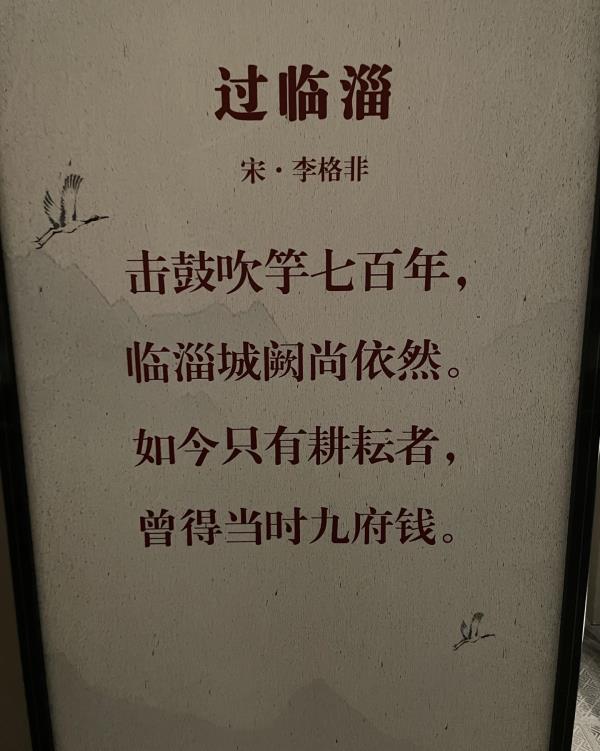 过临淄
宋·李格非
击鼓吹竽七百年，
临淄城阙尚依然。
如今只有耕耘者，
曾得当时九府钱。